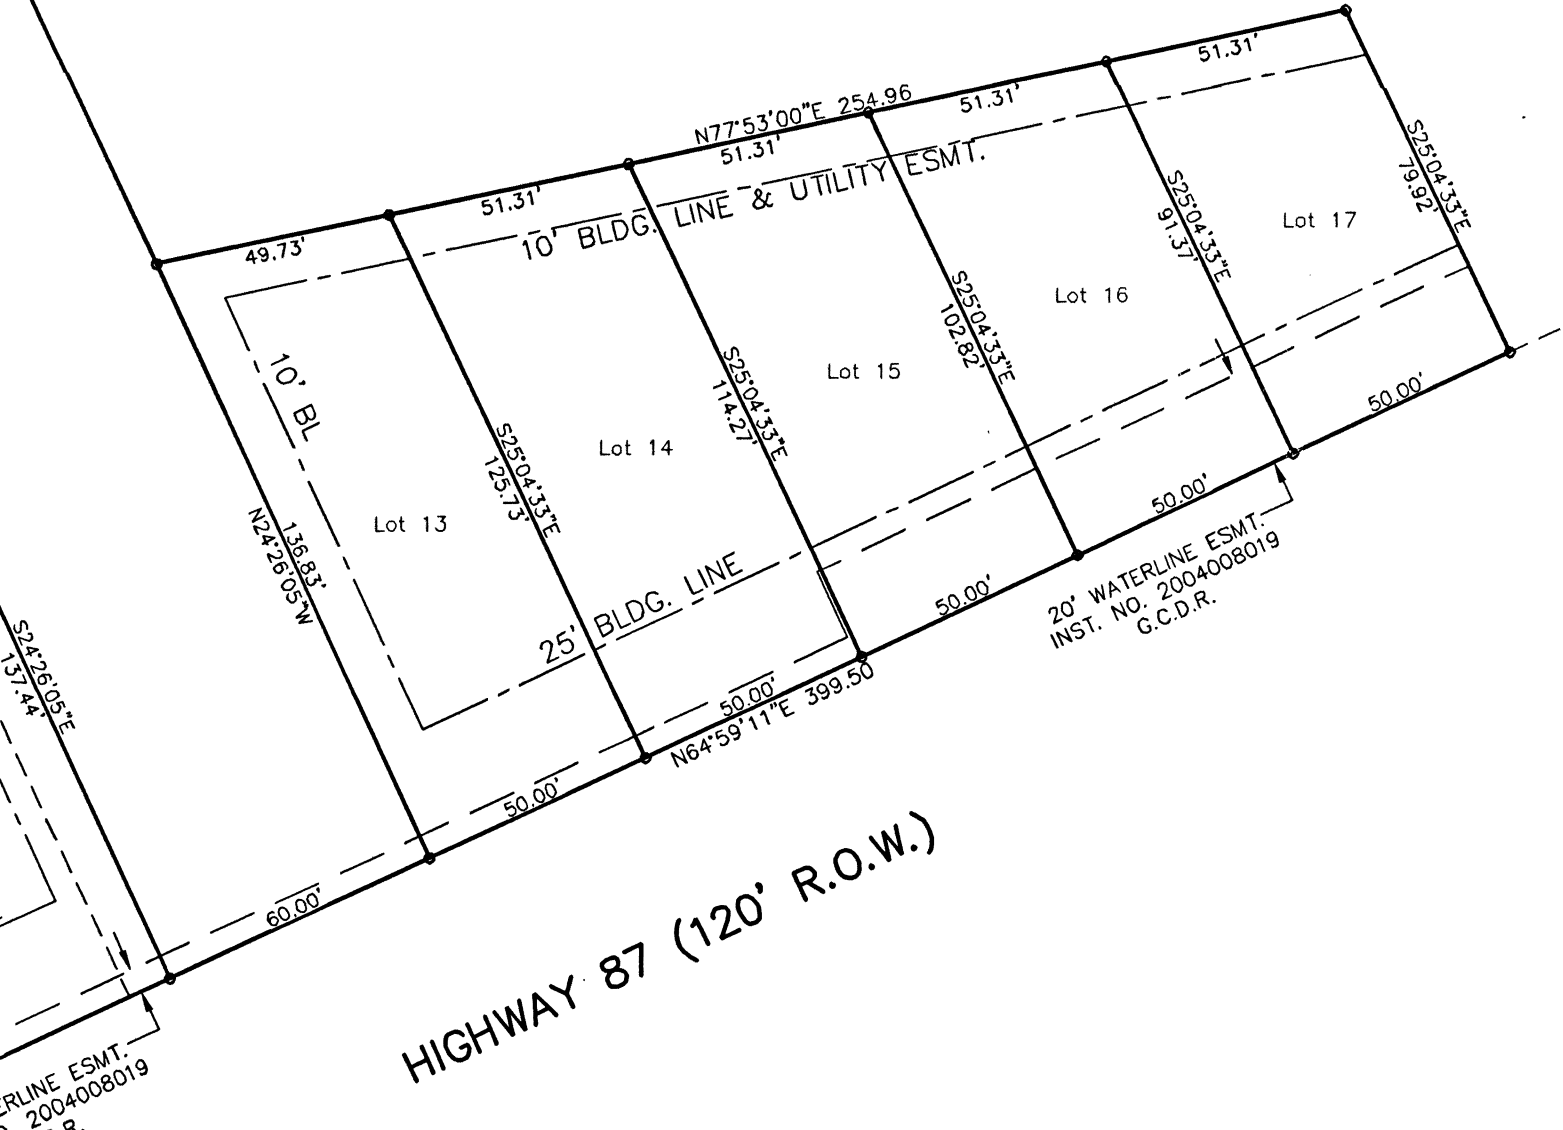 51.31'
51.31'
N77°53'00"E 254.96
51.31'
51.31'
49.73'
10' BLDG. LINE & UTILITY ESMT.
10' BL
S25°04'33"E
79.92'
S25°04'33"E
91.37'
S25°04'33"E
102.82'
S25°04'33"E
114.27'
S25°04'33"E
125.73'
136.83'
N24°26'05"W
S24°26'05"E
137.44'
Lot 17
Lot 16
Lot 15
Lot 14
Lot 13
25' BLDG. LINE
50.00'
50.00'
50.00'
50.00'
50.00'
60.00'
N64°59'11"E 399.50
20' WATERLINE ESMT.
INST. NO. 2004008019
G.C.D.R.
HIGHWAY 87 (120' R.O.W.)
ERLINE ESMT.
2004008019
.R.